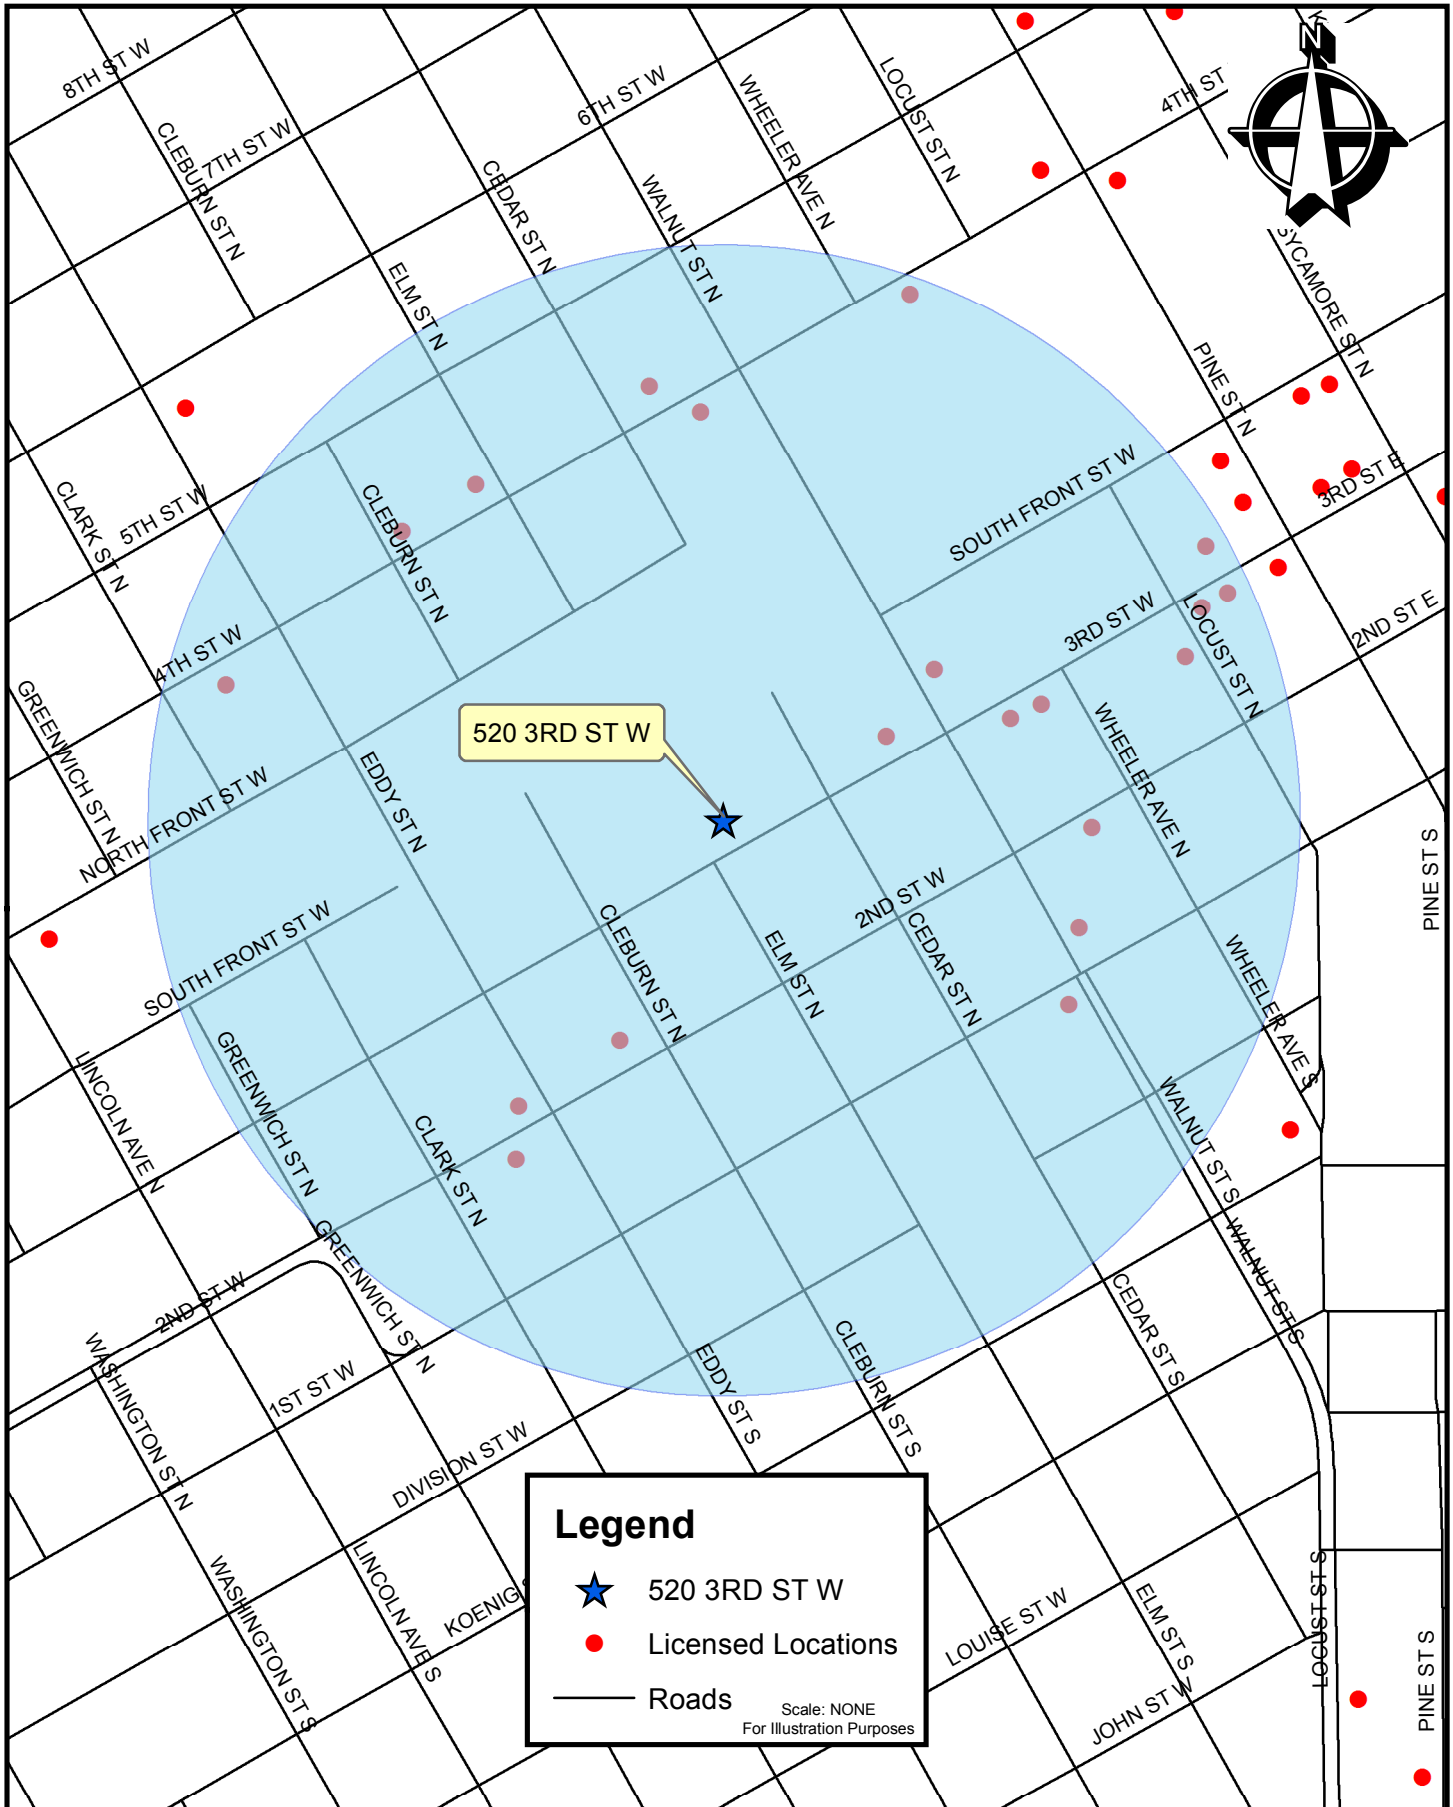 8TH ST W
6TH ST W
WHEELER AVE N
LOCUST ST N
N
4TH ST
K
CLEBURN ST N
7TH ST W
CEDAR ST N
WALNUT ST N
SYCAMORE ST N
ELM ST N
PINE ST N
CLARK ST N
5TH ST W
CLEBURN ST N
SOUTH FRONT ST W
3RD ST E
4TH ST W
3RD ST W
LOCUST ST N
2ND ST E
GREENWICH ST N
520 3RD ST W
NORTH FRONT ST W
EDDY ST N
WHEELER AVE N
PINE ST S
SOUTH FRONT ST W
CLEBURN ST N
ELM ST N
2ND ST W
CEDAR ST N
WHEELER AVE S
LINCOLN AVE N
GREENWICH ST N
CLARK ST N
WALNUT ST S
GREENWICH ST N
WALNUT ST S
2ND ST W
WASHINGTON ST N
1ST ST W
EDDY ST S
CLEBURN ST S
CEDAR ST S
DIVISION ST W
LINCOLN AVE S
WASHINGTON ST S
KOENIG S
Legend
520 3RD ST W
Licensed Locations
Roads
Scale: NONE
For Illustration Purposes
LOUISE ST W
ELM ST S
JOHN ST W
LOCUST ST S
PINE ST S